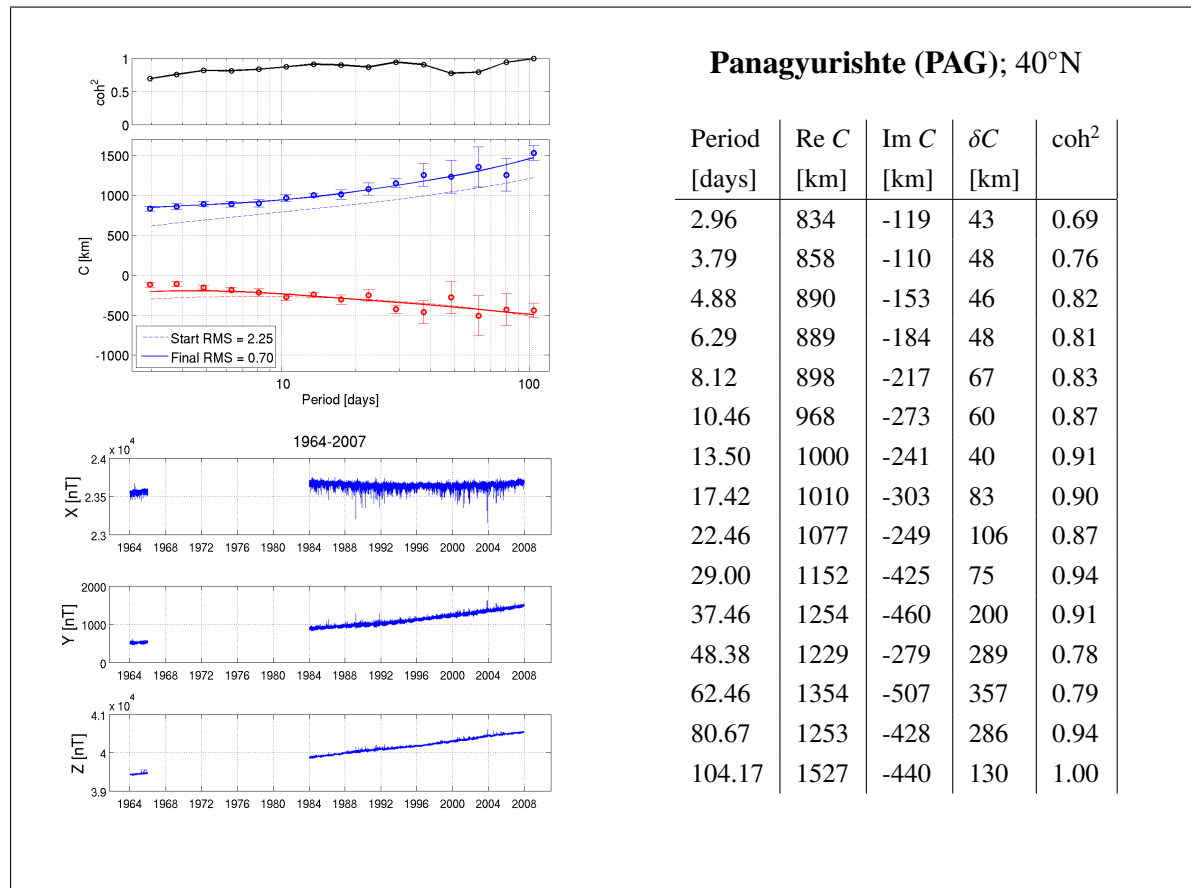 Panagyurishte (PAG); 40°N
coh²
1
0.5
0
C [km]
1500
1000
500
0
-500
-1000
Start RMS = 2.25
Final RMS = 0.70
10 100
Period [days]
1964-2007
x 10⁴
X [nT]
2.4
2.35
2.3
1964 1968 1972 1976 1980 1984 1988 1992 1996 2000 2004 2008
Y [nT]
2000
1000
0
1964 1968 1972 1976 1980 1984 1988 1992 1996 2000 2004 2008
x 10⁴
Z [nT]
4.1
4
3.9
1964 1968 1972 1976 1980 1984 1988 1992 1996 2000 2004 2008
Period Re C Im C δC coh²
[days] [km] [km] [km]
2.96 834 -119 43 0.69
3.79 858 -110 48 0.76
4.88 890 -153 46 0.82
6.29 889 -184 48 0.81
8.12 898 -217 67 0.83
10.46 968 -273 60 0.87
13.50 1000 -241 40 0.91
17.42 1010 -303 83 0.90
22.46 1077 -249 106 0.87
29.00 1152 -425 75 0.94
37.46 1254 -460 200 0.91
48.38 1229 -279 289 0.78
62.46 1354 -507 357 0.79
80.67 1253 -428 286 0.94
104.17 1527 -440 130 1.00